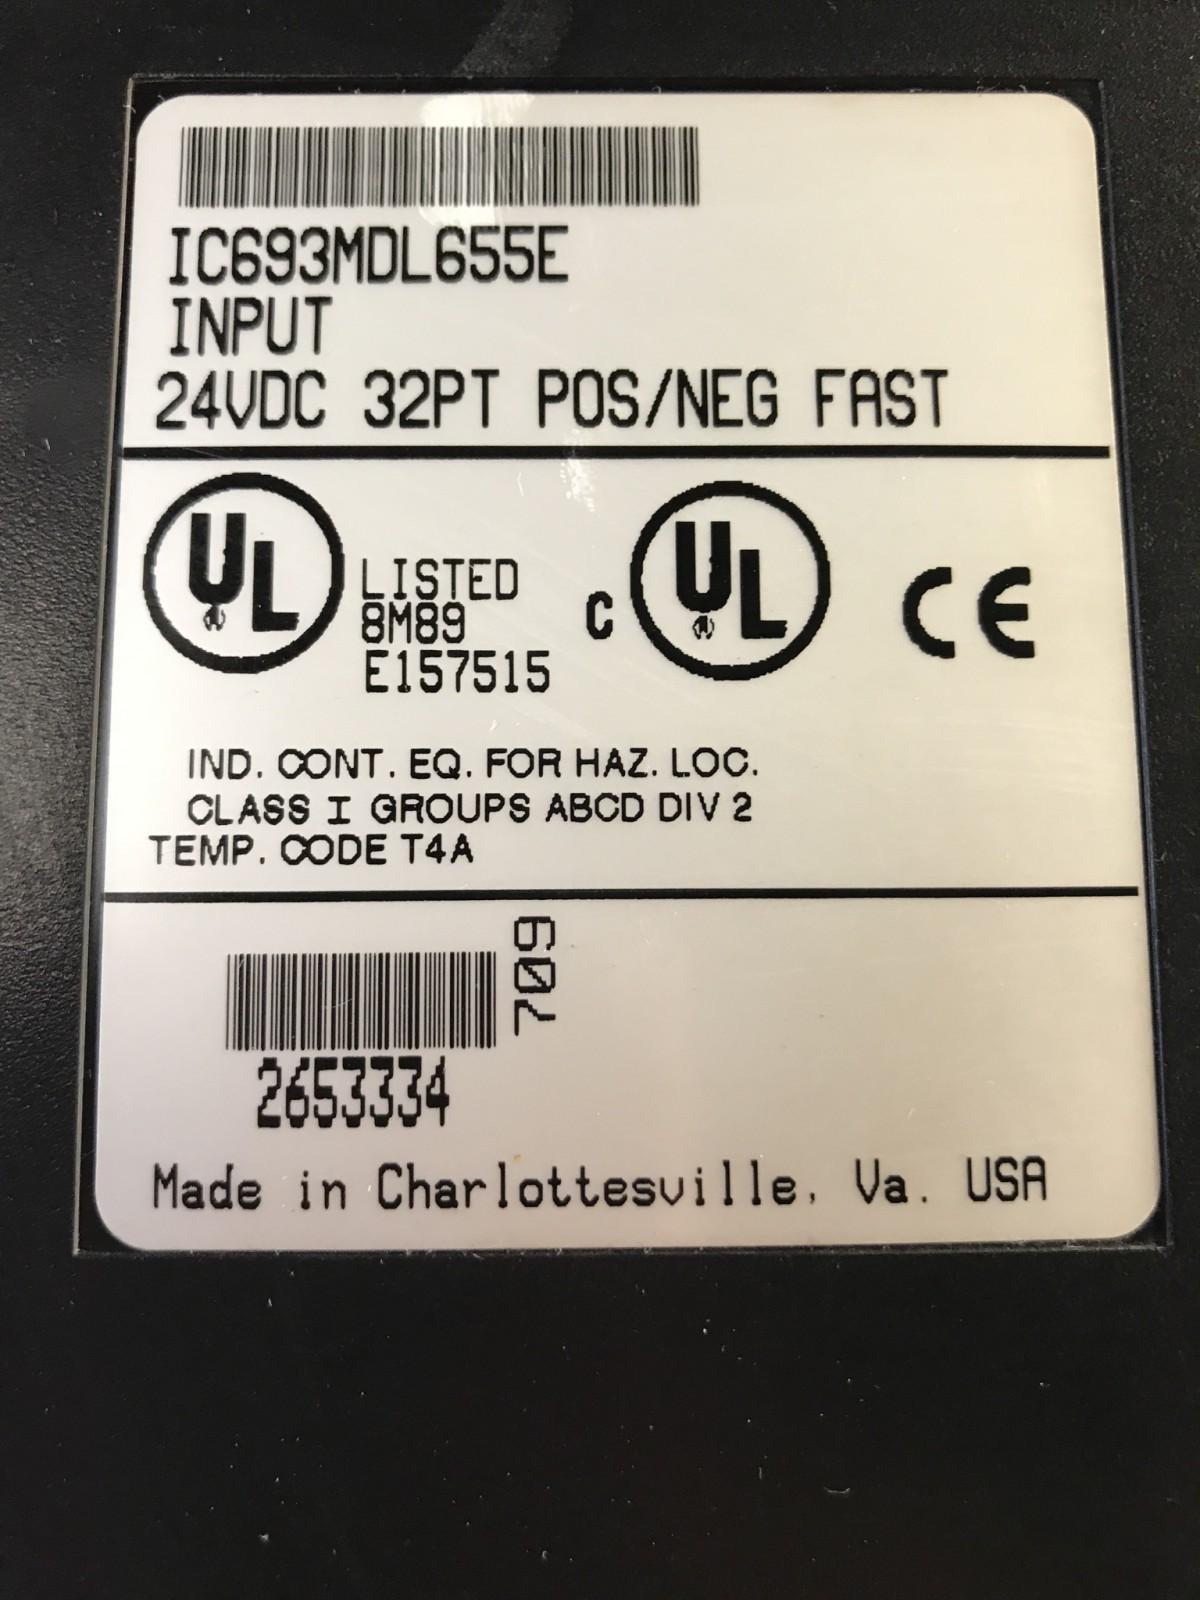 IC693MDL655E
INPUT
24VDC 32PT POS/NEG FAST
UL
LISTED
8M89
E157515
C UL
CE
IND. CONT. EQ. FOR HAZ. LOC.
CLASS I GROUPS ABCD DIV 2
TEMP. CODE T4A
709
2653334
Made in Charlottesville, Va. USA